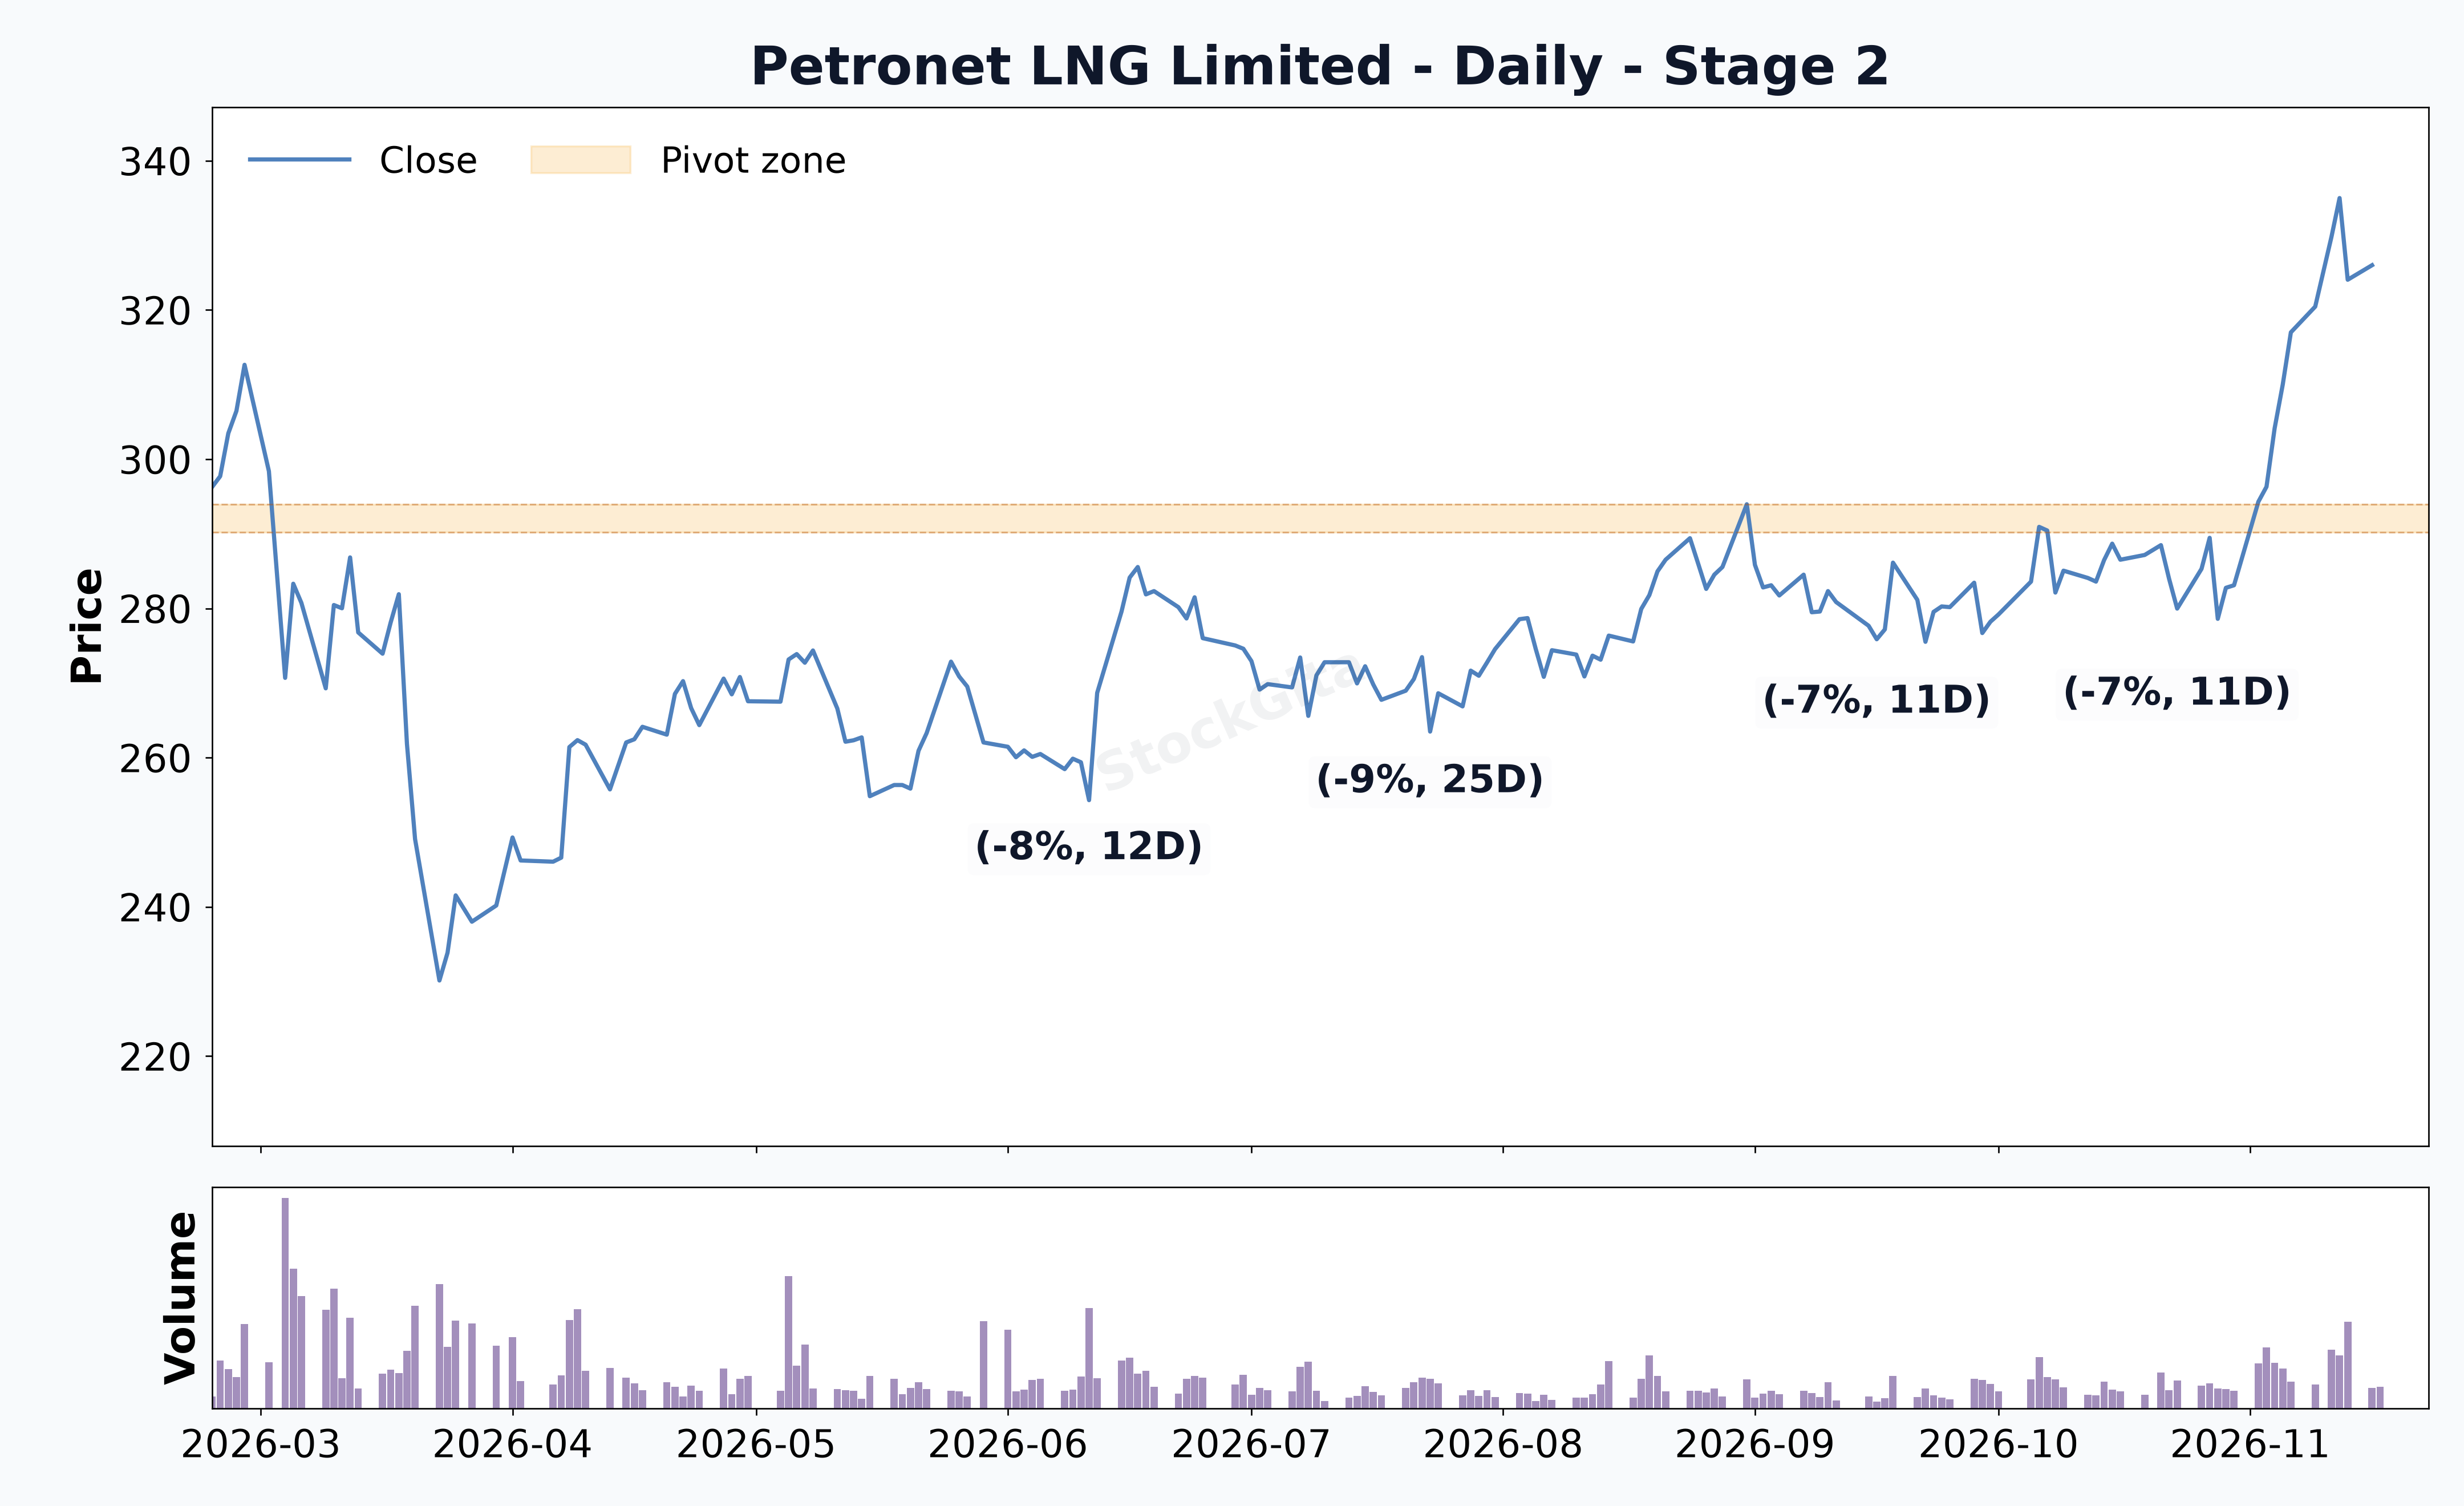 Petronet LNG Limited - Daily - Stage 2
Close
Pivot zone
Price
340
320
300
280
260
240
220
StockGitz
(-8%, 12D)
(-9%, 25D)
(-7%, 11D)
(-7%, 11D)
Volume
2026-03
2026-04
2026-05
2026-06
2026-07
2026-08
2026-09
2026-10
2026-11